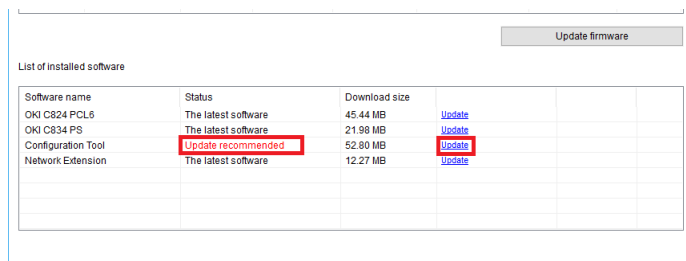 Update firmware
List of installed software
Software name Status Download size
OKI C824 PCL6 The latest software 45.44 MB Update
OKI C834 PS The latest software 21.98 MB Update
Configuration Tool Update recommended 52.80 MB Update
Network Extension The latest software 12.27 MB Update